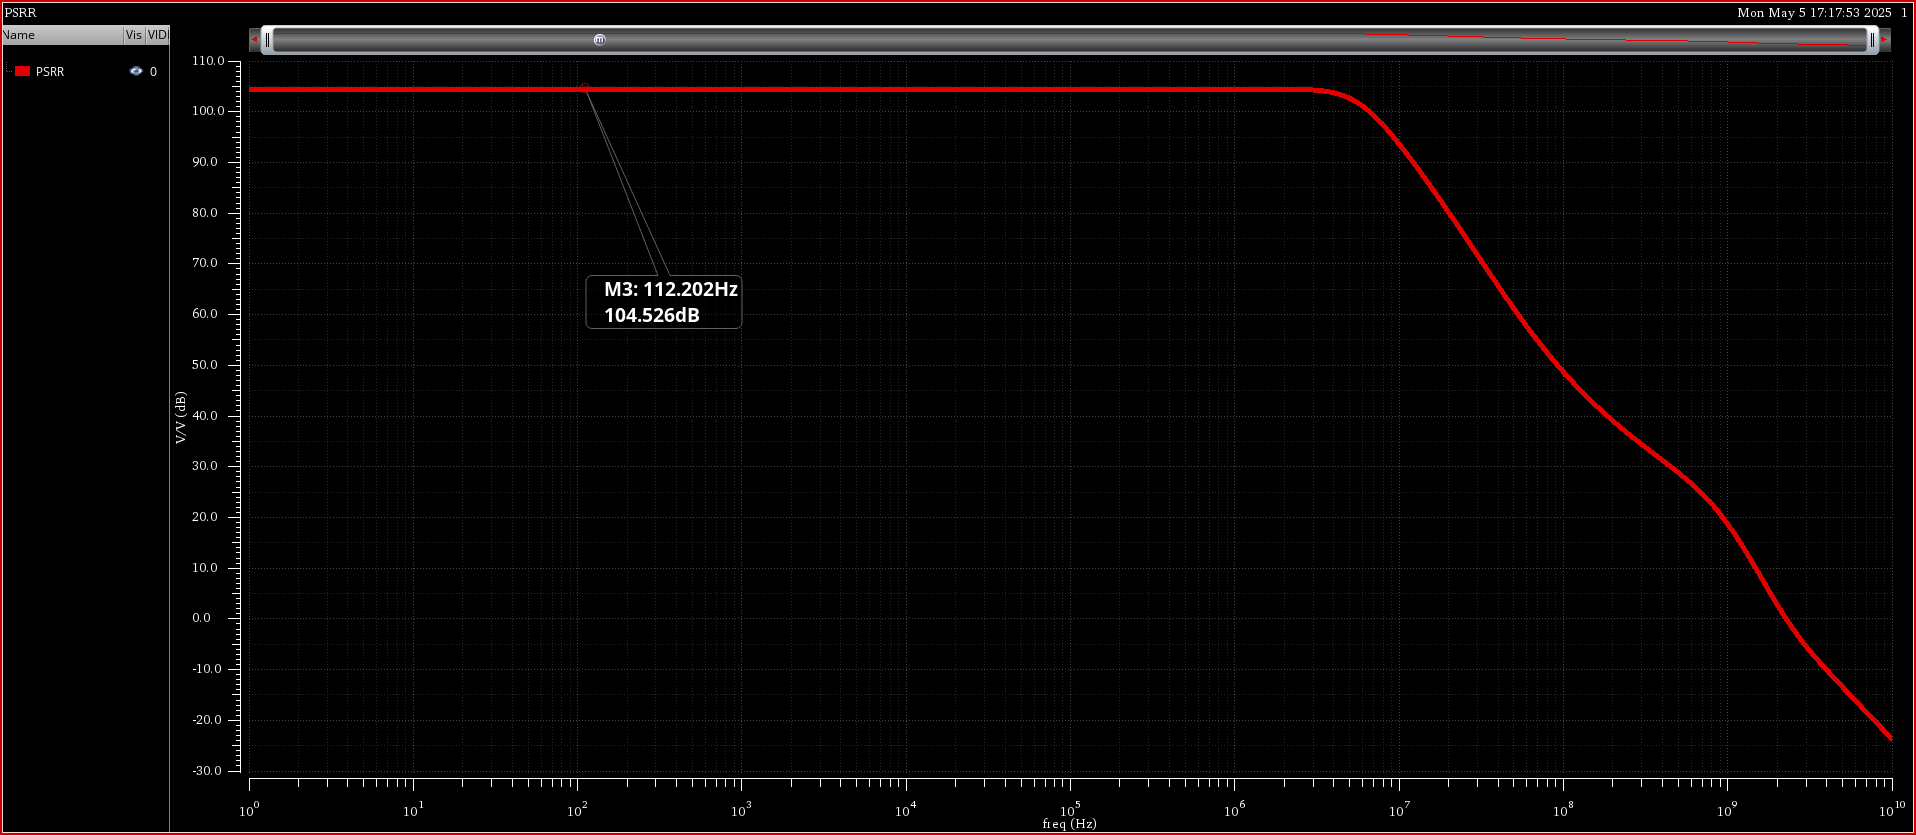 PSRR
Mon May 5 17:17:53 2025 1
Name Vis VIDI
PSRR 0
m
110.0
100.0
90.0
80.0
70.0
60.0
50.0
40.0
30.0
20.0
10.0
0.0
-10.0
-20.0
-30.0
V/V (dB)
M3: 112.202Hz
104.526dB
10⁰ 10¹ 10² 10³ 10⁴ 10⁵ 10⁶ 10⁷ 10⁸ 10⁹ 10¹⁰
freq (Hz)